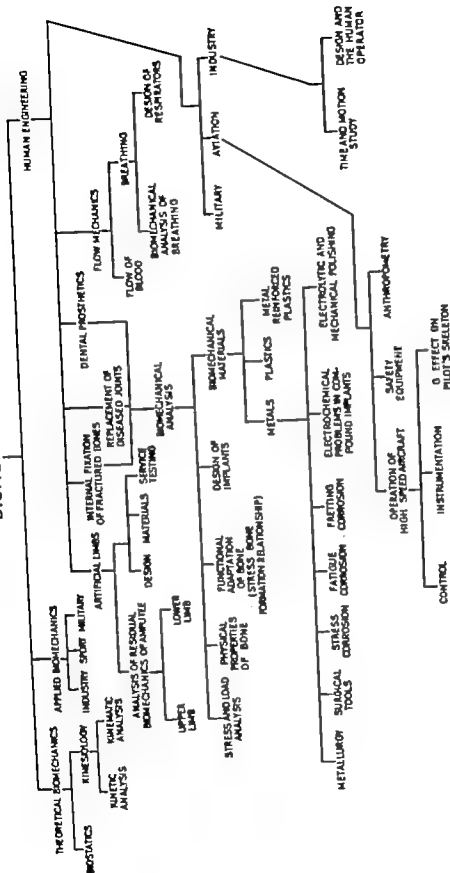 HUMAN ENGINEERING
THEORETICAL BIOMECHANICS
APPLIED BIOMECHANICS
BIOSTATICS
KINESIOLOGY
KINETIC
ANALYSIS
KINEMATIC
ANALYSIS
INDUSTRY
SPORT
MILITARY
ARTIFICIAL LIMBS
INTERNAL FIXATION
OF FRACTURED BONES
REPLACEMENT OF
DISEASED JOINTS
DENTAL PROSTHETICS
FLOW MECHANICS
FLOW OF
BLOOD
BREATHING
BIOMECHANICAL
ANALYSIS OF
BREATHING
DESIGN OF
RESPIRATORS
ANALYSIS OF RESIDUAL
BIOMECHANICS OF AMPUTEE
DESIGN
MATERIALS
SERVICE
TESTING
UPPER
LIMB
LOWER
LIMB
BIOMECHANICAL
ANALYSIS
MILITARY
AVIATION
INDUSTRY
STRESS AND LOAD
ANALYSIS
PHYSICAL
PROPERTIES
OF BONE
FUNCTIONAL
ADAPTATION
OF BONE
(STRESS BONE
FORMATION RELATIONSHIP)
DESIGN OF
IMPLANTS
BIOMECHANICAL
MATERIALS
METALS
PLASTICS
METAL
REINFORCED
PLASTICS
TIME AND MOTION
STUDY
DESIGN AND
THE HUMAN
OPERATOR
METALLURGY
SURGICAL
TOOLS
STRESS
CORROSION
FATIGUE
CORROSION
FRETTING
CORROSION
ELECTROCHEMICAL
PROBLEMS IN COM-
POUND IMPLANTS
ELECTROLYTIC AND
MECHANICAL POLISHING
OPERATION OF
HIGH SPEED AIRCRAFT
SAFETY
EQUIPMENT
ANTHROPOMETRY
CONTROL
INSTRUMENTATION
G EFFECT ON
PILOT'S SKELETON